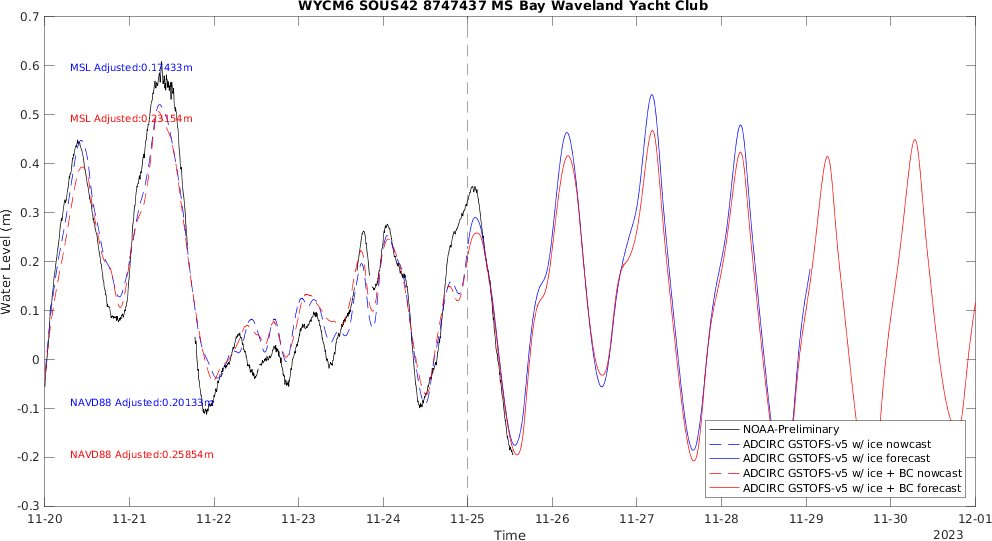 WYCM6 SOUS42 8747437 MS Bay Waveland Yacht Club
0.7
0.6
0.5
0.4
0.3
0.2
0.1
0
-0.1
-0.2
-0.3
Water Level (m)
MSL Adjusted:0.17433m
MSL Adjusted:0.23154m
NAVD88 Adjusted:0.20133m
NAVD88 Adjusted:0.25854m
NOAA-Preliminary
ADCIRC GSTOFS-v5 w/ ice nowcast
ADCIRC GSTOFS-v5 w/ ice forecast
ADCIRC GSTOFS-v5 w/ ice + BC nowcast
ADCIRC GSTOFS-v5 w/ ice + BC forecast
11-20 11-21 11-22 11-23 11-24 11-25 11-26 11-27 11-28 11-29 11-30 12-01
Time
2023